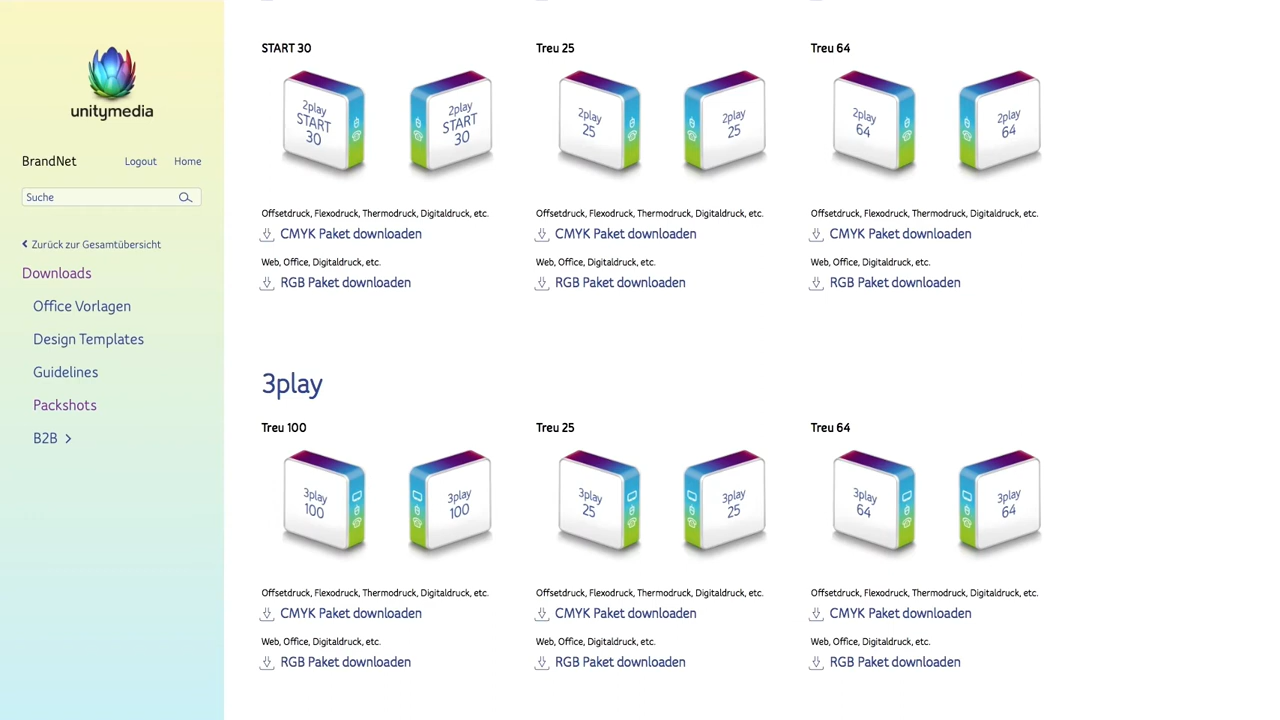 unitymedia
BrandNet Logout Home
Suche
Zurück zur Gesamtübersicht
Downloads
Office Vorlagen
Design Templates
Guidelines
Packshots
B2B
START 30
2play
START
30
2play
START
30
Offsetdruck, Flexodruck, Thermodruck, Digitaldruck, etc.
CMYK Paket downloaden
Web, Office, Digitaldruck, etc.
RGB Paket downloaden
Treu 25
2play
25
2play
25
Offsetdruck, Flexodruck, Thermodruck, Digitaldruck, etc.
CMYK Paket downloaden
Web, Office, Digitaldruck, etc.
RGB Paket downloaden
Treu 64
2play
64
2play
64
Offsetdruck, Flexodruck, Thermodruck, Digitaldruck, etc.
CMYK Paket downloaden
Web, Office, Digitaldruck, etc.
RGB Paket downloaden
3play
Treu 100
3play
100
3play
100
Offsetdruck, Flexodruck, Thermodruck, Digitaldruck, etc.
CMYK Paket downloaden
Web, Office, Digitaldruck, etc.
RGB Paket downloaden
Treu 25
3play
25
3play
25
Offsetdruck, Flexodruck, Thermodruck, Digitaldruck, etc.
CMYK Paket downloaden
Web, Office, Digitaldruck, etc.
RGB Paket downloaden
Treu 64
3play
64
3play
64
Offsetdruck, Flexodruck, Thermodruck, Digitaldruck, etc.
CMYK Paket downloaden
Web, Office, Digitaldruck, etc.
RGB Paket downloaden